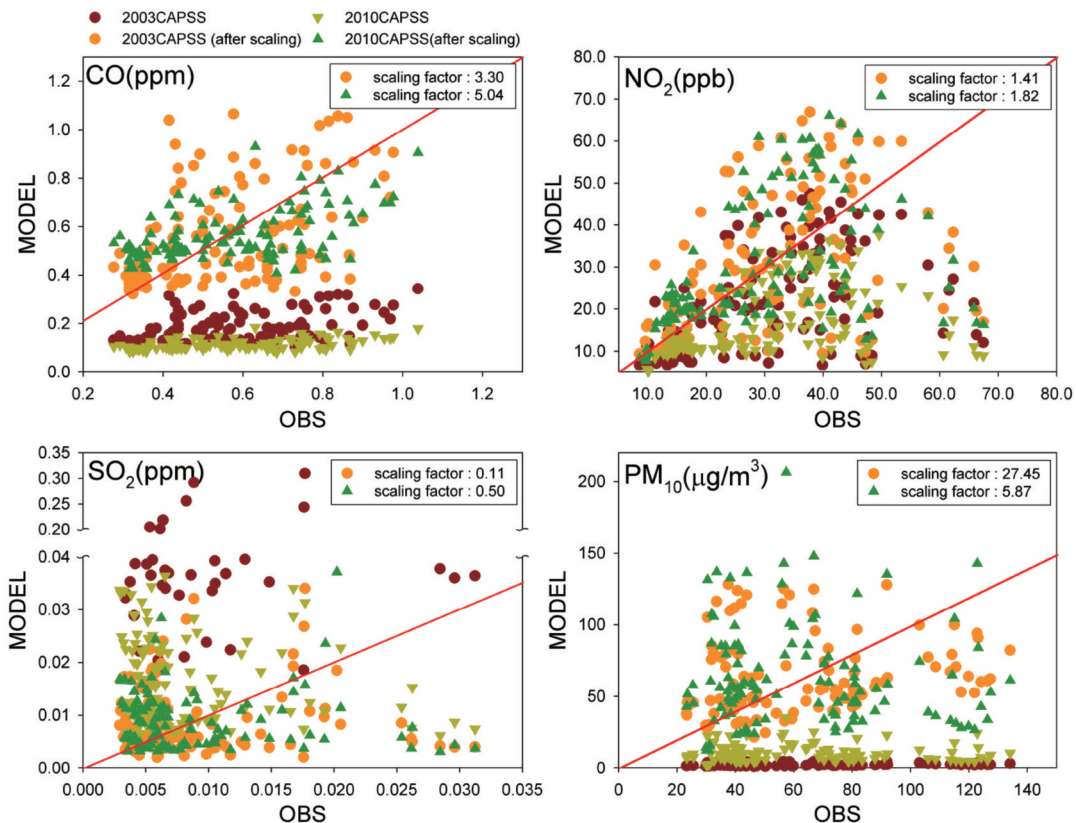 2003CAPSS
2010CAPSS
2003CAPSS (after scaling)
2010CAPSS(after scaling)
CO(ppm)
scaling factor : 3.30
scaling factor : 5.04
MODEL
1.2
1.0
0.8
0.6
0.4
0.2
0.0
0.2 0.4 0.6 0.8 1.0 1.2
OBS
NO2(ppb)
scaling factor : 1.41
scaling factor : 1.82
MODEL
80.0
70.0
60.0
50.0
40.0
30.0
20.0
10.0
10.0 20.0 30.0 40.0 50.0 60.0 70.0 80.0
OBS
SO2(ppm)
scaling factor : 0.11
scaling factor : 0.50
MODEL
0.35
0.30
0.25
0.20
0.04
0.03
0.02
0.01
0.00
0.000 0.005 0.010 0.015 0.020 0.025 0.030 0.035
OBS
PM10(μg/m3)
scaling factor : 27.45
scaling factor : 5.87
MODEL
200
150
100
50
0
0 20 40 60 80 100 120 140
OBS